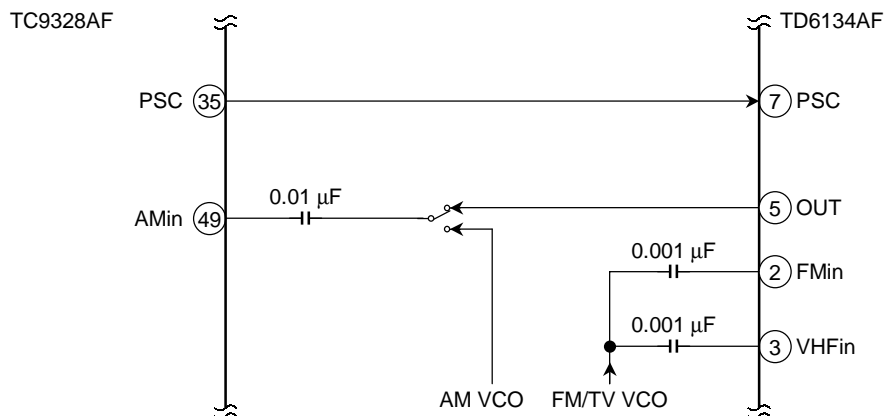 TC9328AF TD6134AF
PSC 35 7 PSC
0.01 μF
AMin 49 5 OUT
0.001 μF
2 FMin
0.001 μF
3 VHFin
AM VCO FM/TV VCO